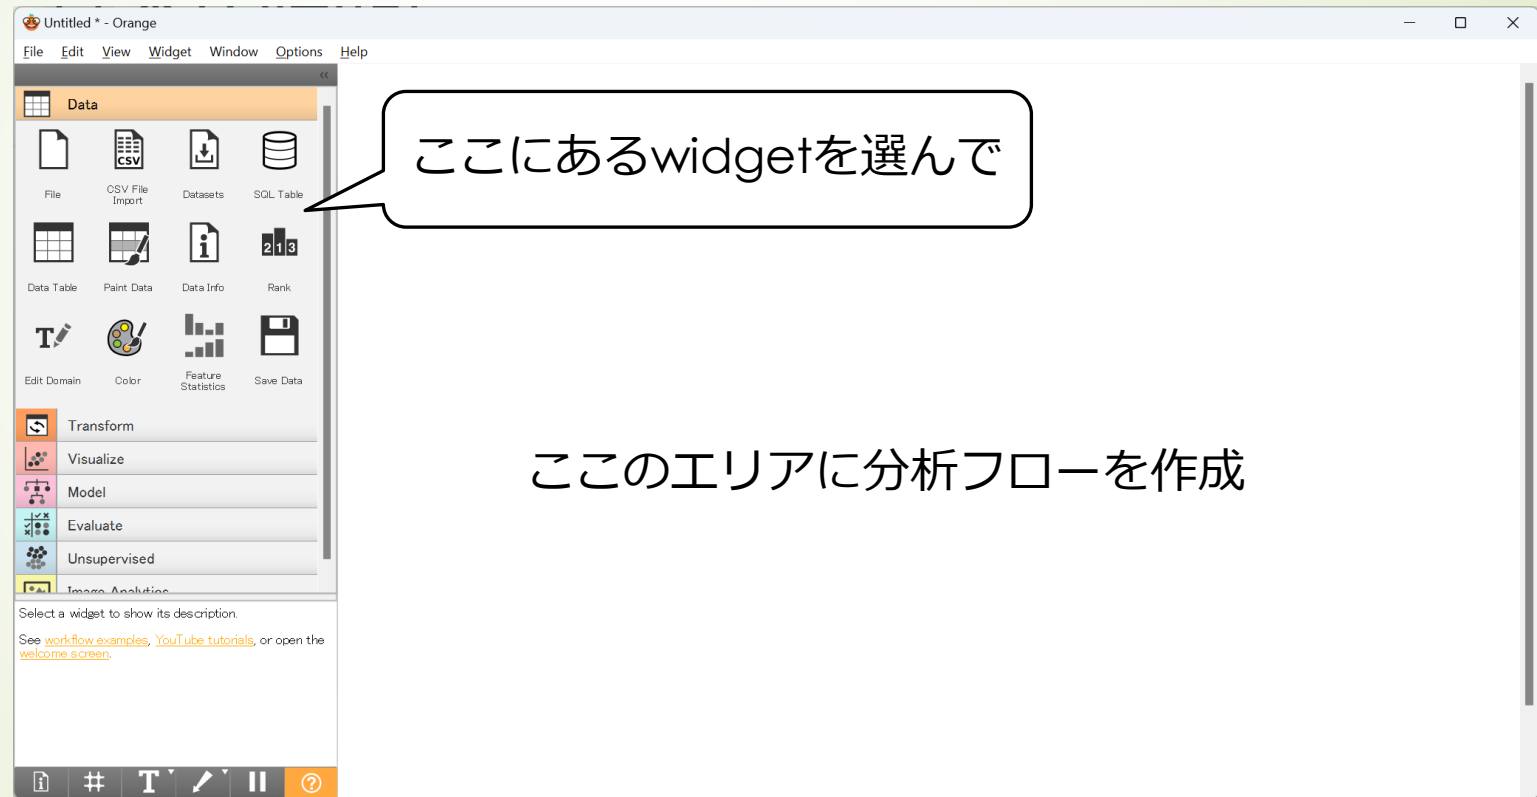 Untitled * - Orange
File Edit View Widget Window Options Help
Data
ここにあるwidgetを選んで
File
CSV File
Import
Datasets
SQL Table
Data Table
Paint Data
Data Info
Rank
Edit Domain
Color
Feature
Statistics
Save Data
Transform
Visualize
Model
Evaluate
Unsupervised
Image Analytics
ここのエリアに分析フローを作成
Select a widget to show its description.
See workflow examples, YouTube tutorials, or open the
welcome screen.